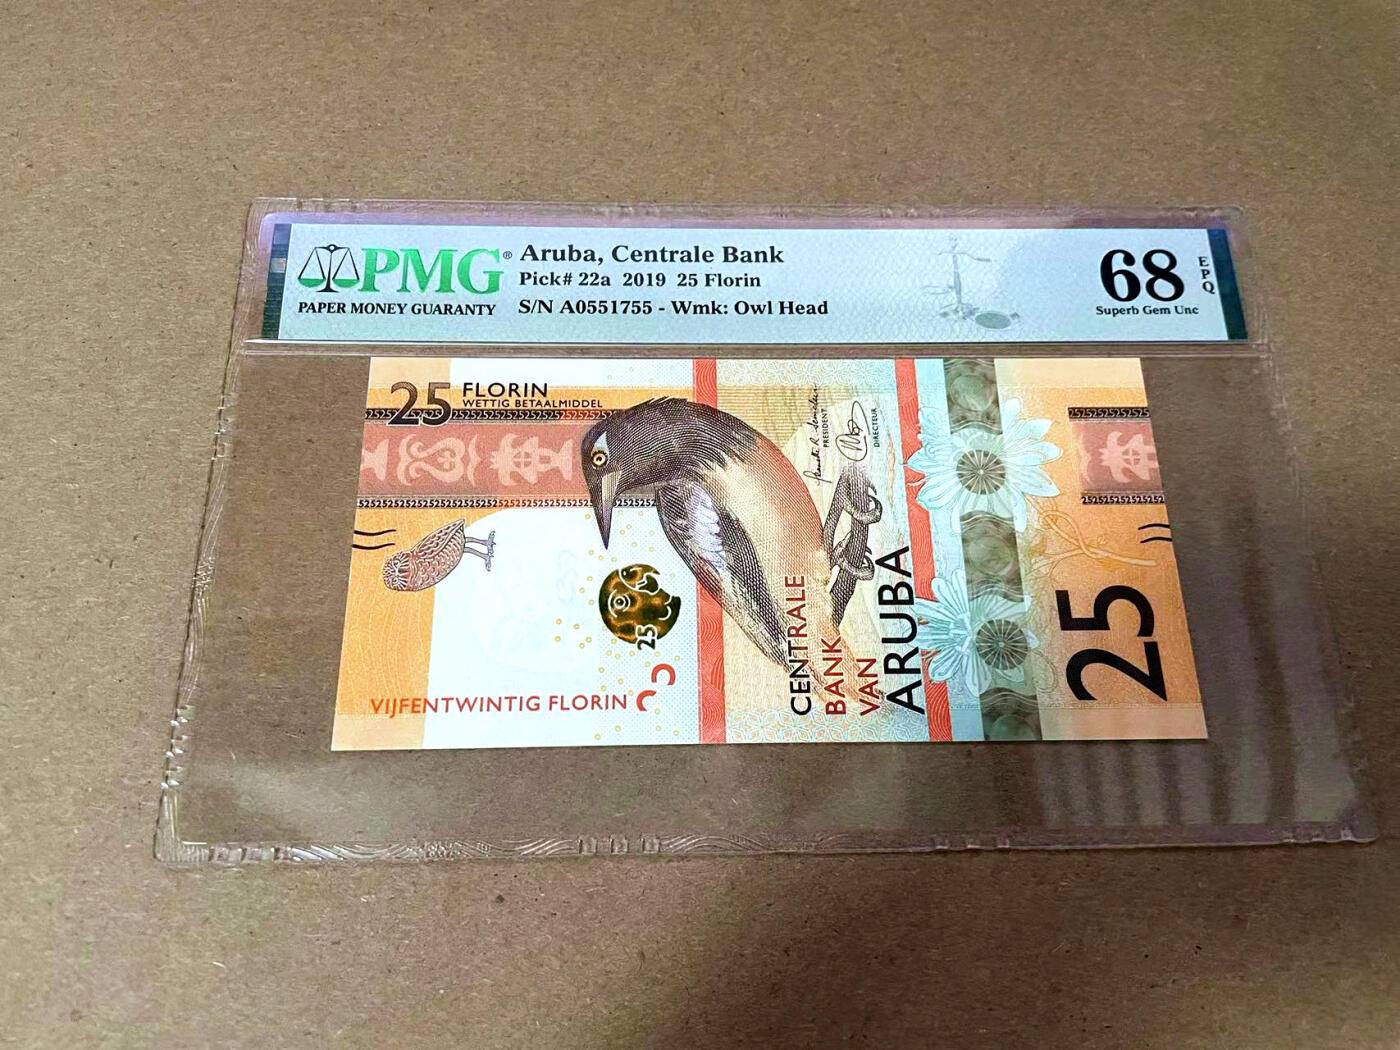 PMG®
PAPER MONEY GUARANTY
Aruba, Centrale Bank
Pick# 22a 2019 25 Florin
S/N A0551755 - Wmk: Owl Head
68
EPQ
Superb Gem Unc
25 FLORIN
WETTIG BETAALMIDDEL
PRESIDENT
DIRECTEUR
25
VIJFENTWINTIG FLORIN
CENTRALE
BANK
VAN
ARUBA
25